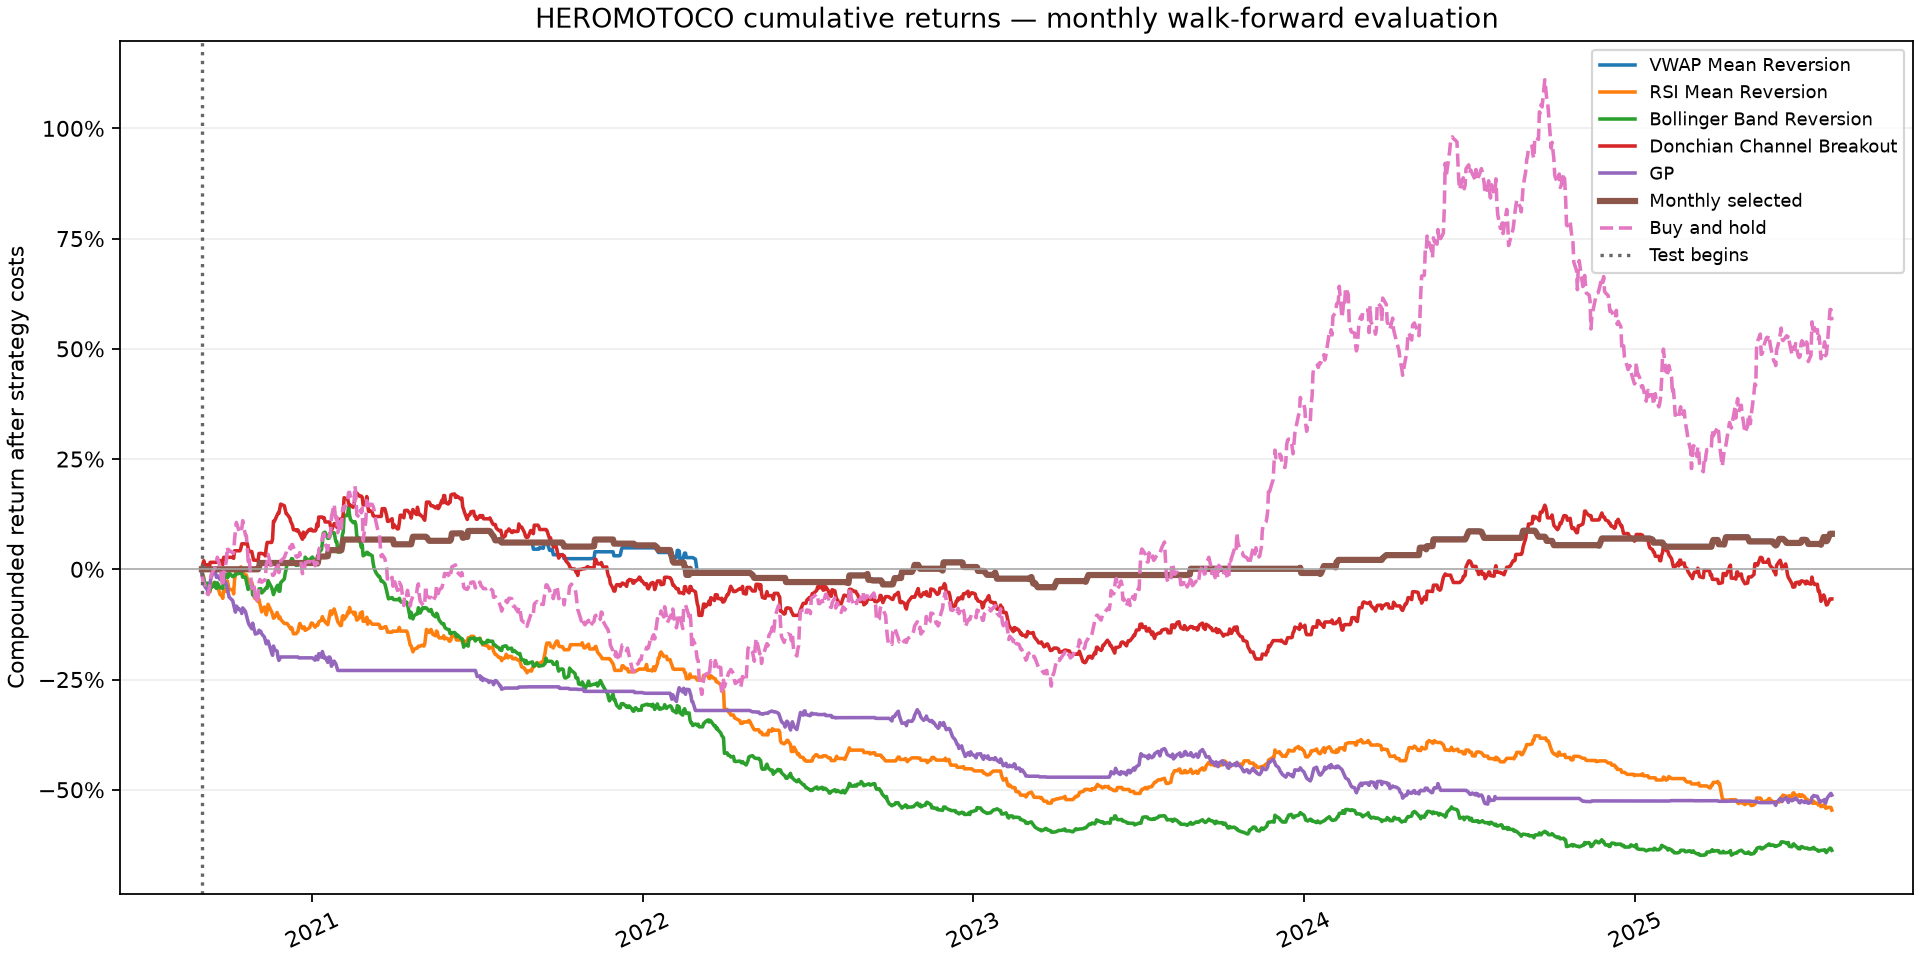 HEROMOTOCO cumulative returns — monthly walk-forward evaluation
Compounded return after strategy costs
100%
75%
50%
25%
0%
−25%
−50%
VWAP Mean Reversion
RSI Mean Reversion
Bollinger Band Reversion
Donchian Channel Breakout
GP
Monthly selected
Buy and hold
Test begins
2021
2022
2023
2024
2025